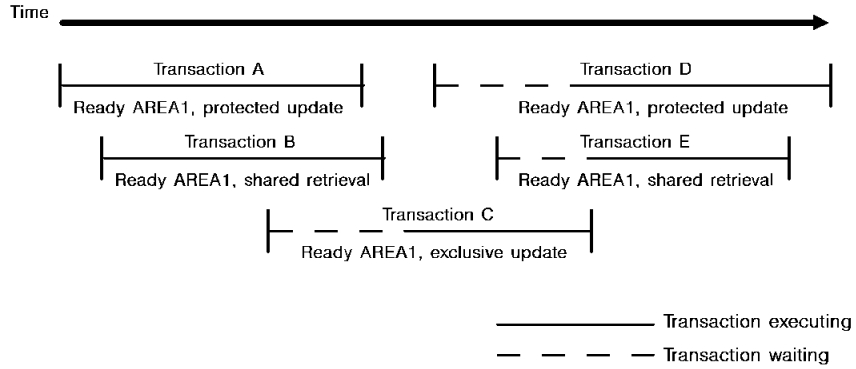 Time
Transaction A
Ready AREA1, protected update
Transaction D
Ready AREA1, protected update
Transaction B
Ready AREA1, shared retrieval
Transaction E
Ready AREA1, shared retrieval
Transaction C
Ready AREA1, exclusive update
Transaction executing
Transaction waiting